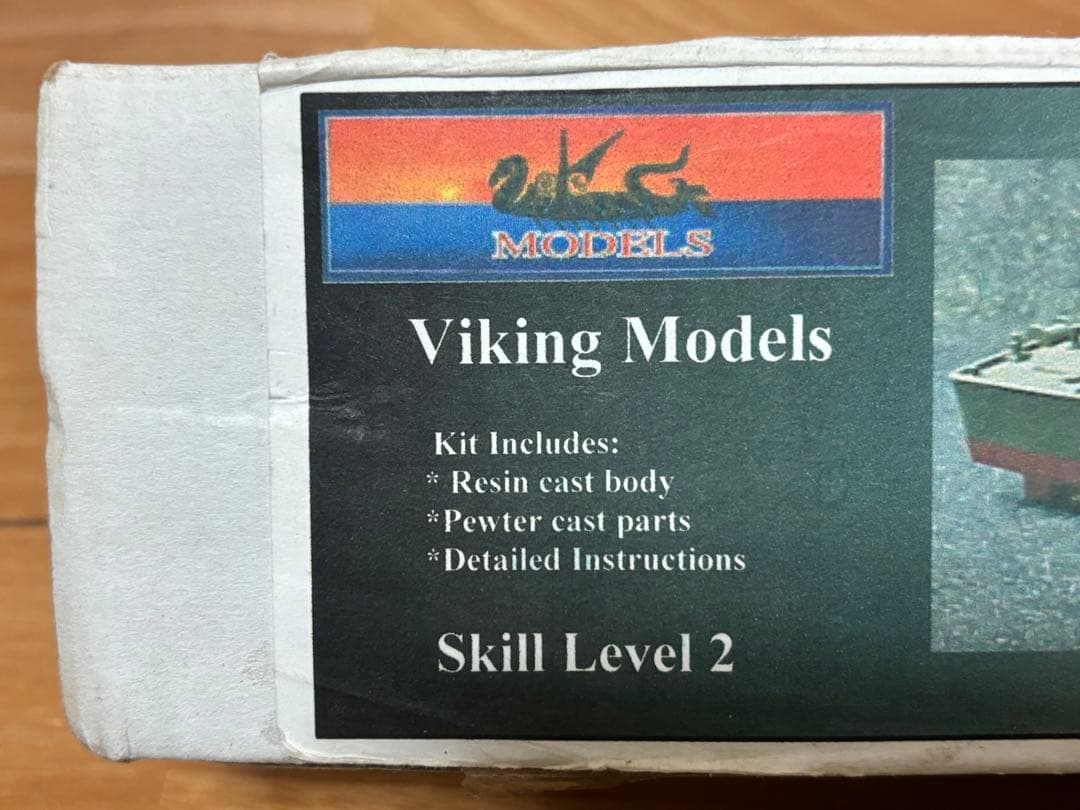 MODELS
Viking Models
Kit Includes:
* Resin cast body
*Pewter cast parts
*Detailed Instructions
Skill Level 2